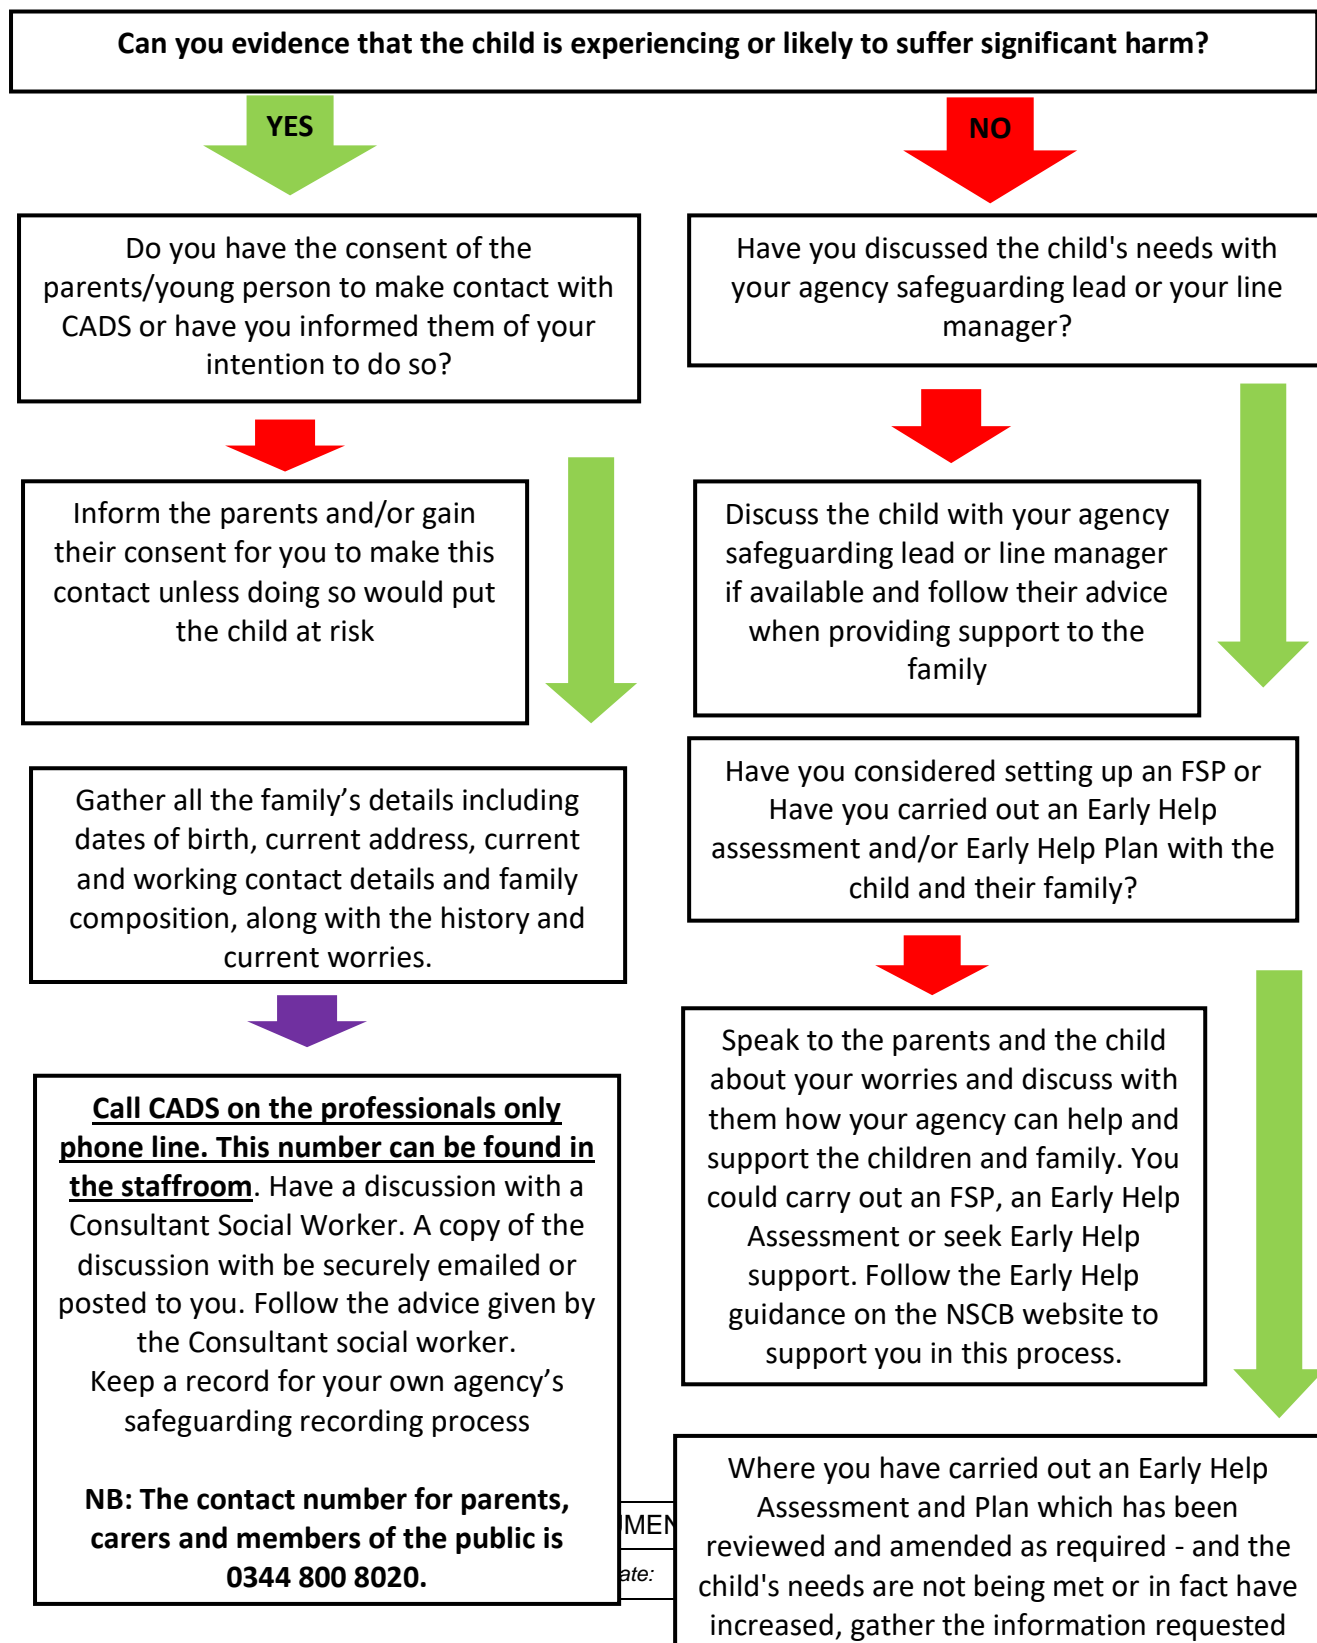 Can you evidence that the child is experiencing or likely to suffer significant harm?
YES
NO
Do you have the consent of the
parents/young person to make contact with
CADS or have you informed them of your
intention to do so?
Have you discussed the child's needs with
your agency safeguarding lead or your line
manager?
Inform the parents and/or gain
their consent for you to make this
contact unless doing so would put
the child at risk
Discuss the child with your agency
safeguarding lead or line manager
if available and follow their advice
when providing support to the
family
Gather all the family’s details including
dates of birth, current address, current
and working contact details and family
composition, along with the history and
current worries.
Have you considered setting up an FSP or
Have you carried out an Early Help
assessment and/or Early Help Plan with the
child and their family?
Call CADS on the professionals only
phone line. This number can be found in
the staffroom. Have a discussion with a
Consultant Social Worker. A copy of the
discussion with be securely emailed or
posted to you. Follow the advice given by
the Consultant social worker.
Keep a record for your own agency’s
safeguarding recording process
NB: The contact number for parents,
carers and members of the public is
0344 800 8020.
Speak to the parents and the child
about your worries and discuss with
them how your agency can help and
support the children and family. You
could carry out an FSP, an Early Help
Assessment or seek Early Help
support. Follow the Early Help
guidance on the NSCB website to
support you in this process.
Where you have carried out an Early Help
Assessment and Plan which has been
reviewed and amended as required - and the
child's needs are not being met or in fact have
increased, gather the information requested